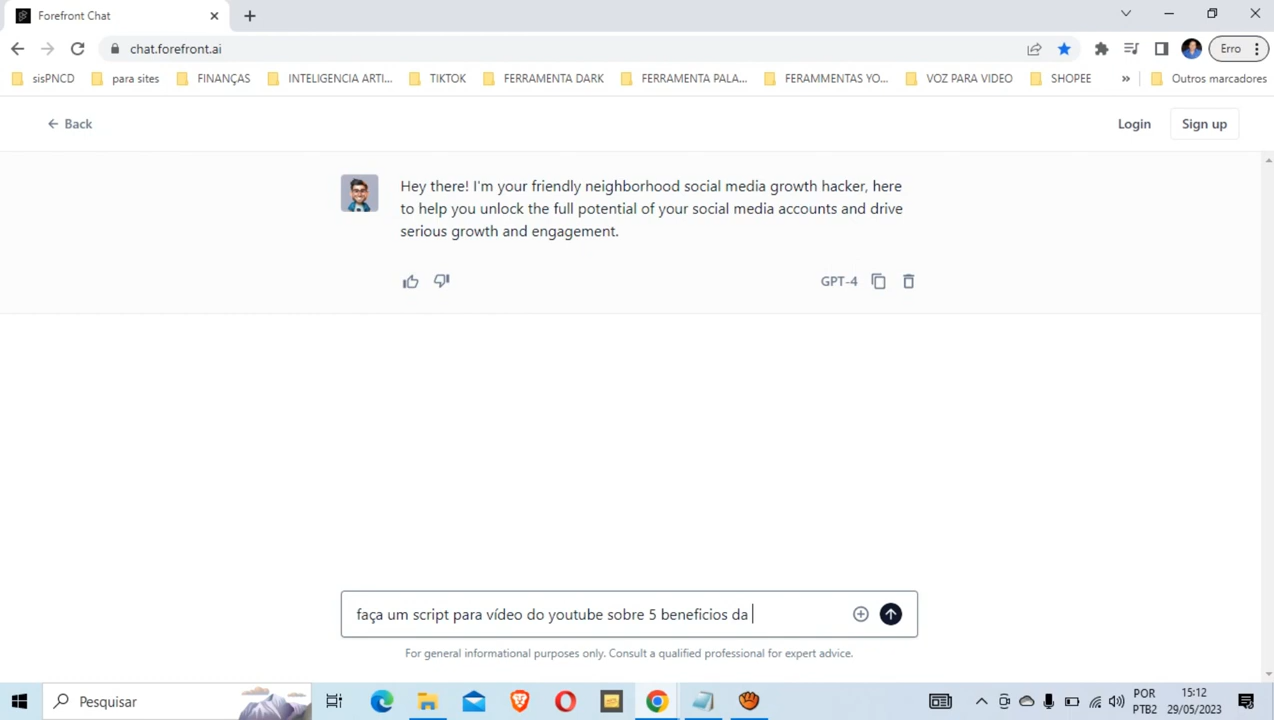 Forefront Chat
chat.forefront.ai
Erro
sisPNCD
para sites
FINANÇAS
INTELIGENCIA ARTI...
TIKTOK
FERRAMENTA DARK
FERRAMENTA PALA...
FERAMMENTAS YO...
VOZ PARA VIDEO
SHOPEE
»
Outros marcadores
← Back
Login
Sign up
Hey there! I'm your friendly neighborhood social media growth hacker, here
to help you unlock the full potential of your social media accounts and drive
serious growth and engagement.
GPT-4
faça um script para vídeo do youtube sobre 5 beneficios da
For general informational purposes only. Consult a qualified professional for expert advice.
Pesquisar
POR
PTB2
15:12
29/05/2023